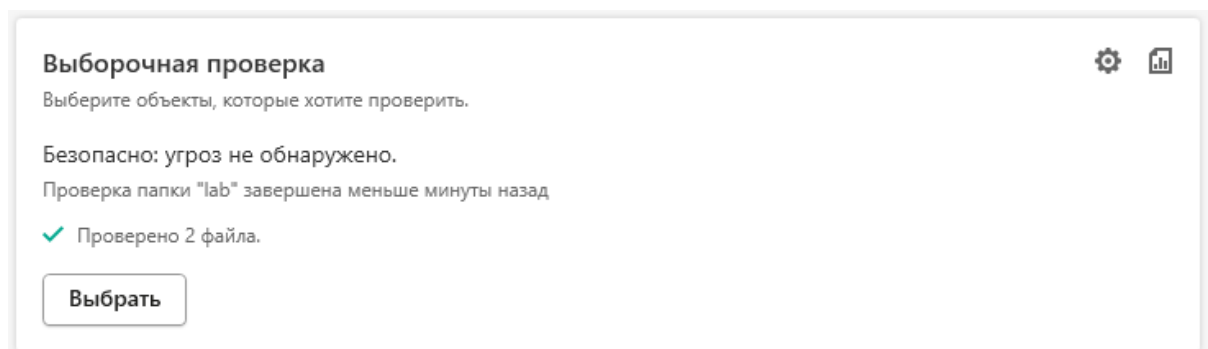 Выборочная проверка
Выберите объекты, которые хотите проверить.
Безопасно: угроз не обнаружено.
Проверка папки "lab" завершена меньше минуты назад
Проверено 2 файла.
Выбрать